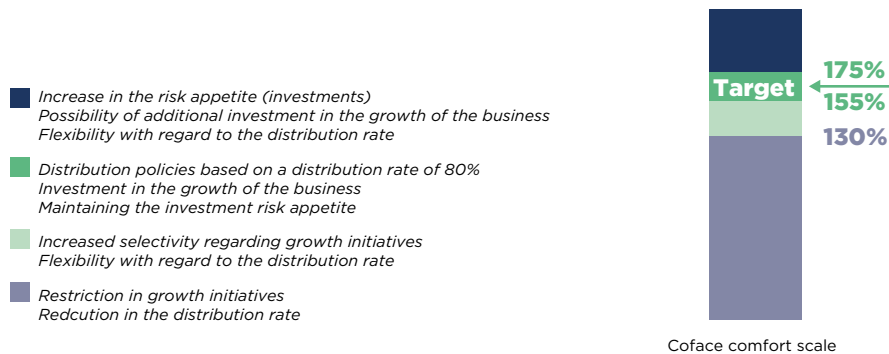 Increase in the risk appetite (investments)
Possibility of additional investment in the growth of the business
Flexibility with regard to the distribution rate
Distribution policies based on a distribution rate of 80%
Investment in the growth of the business
Maintaining the investment risk appetite
Increased selectivity regarding growth initiatives
Flexibility with regard to the distribution rate
Restriction in growth initiatives
Redcution in the distribution rate
175%
Target
155%
130%
Coface comfort scale